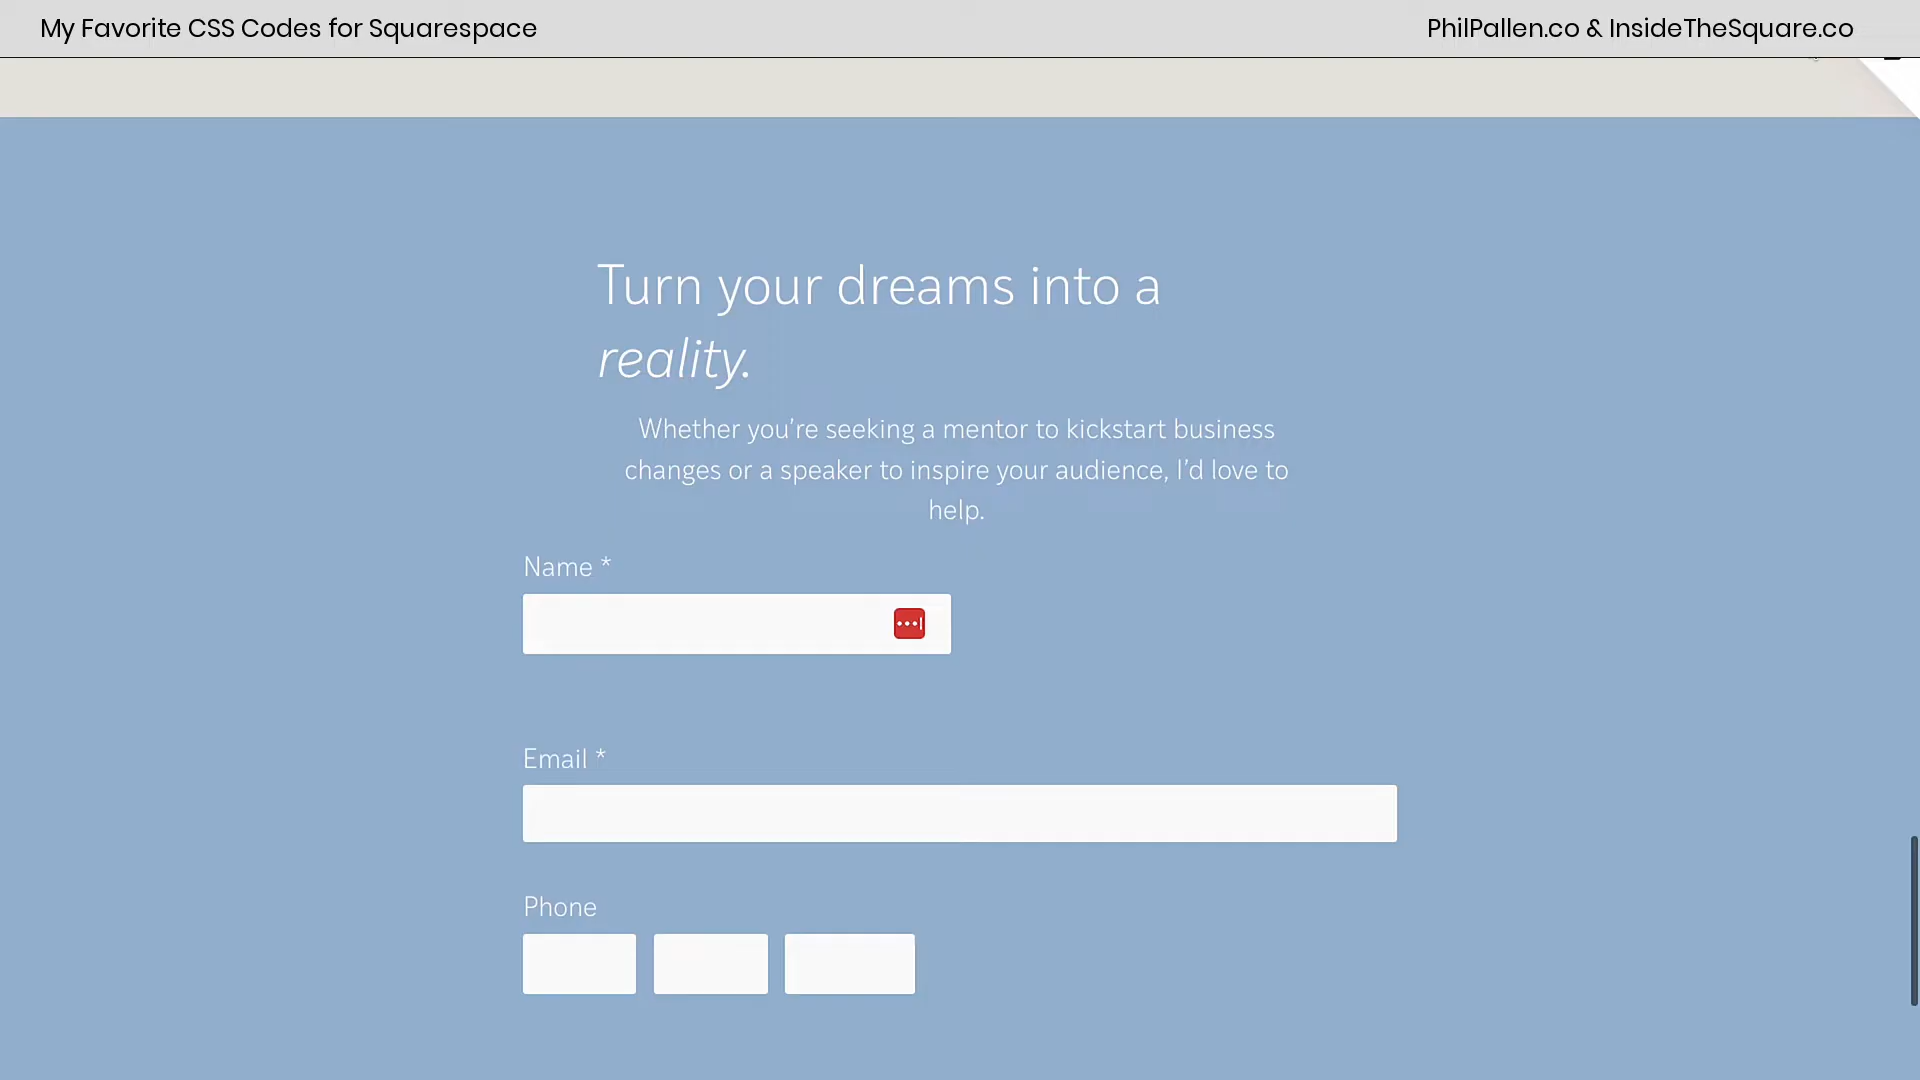 My Favorite CSS Codes for Squarespace
PhilPallen.co & InsideTheSquare.co
Turn your dreams into a
reality.
Whether you’re seeking a mentor to kickstart business
changes or a speaker to inspire your audience, I’d love to
help.
Name *
Email *
Phone